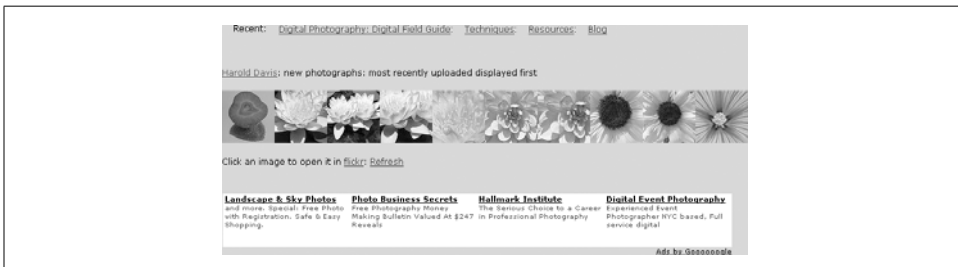 Recent: Digital Photography: Digital Field Guide: Techniques: Resources: Blog
Harold Davis: new photographs: most recently uploaded displayed first
Click an image to open it in flickr: Refresh
Landscape & Sky Photos
and more. Special: Free Photo
with Registration. Safe & Easy
Shopping.
Photo Business Secrets
Free Photography Money
Making Bulletin Valued At $247
Reveals
Hallmark Institute
The Serious Choice to a Career
in Professional Photography
Digital Event Photography
Experienced Event
Photographer NYC based, Full
service digital
Ads by Goooooogle